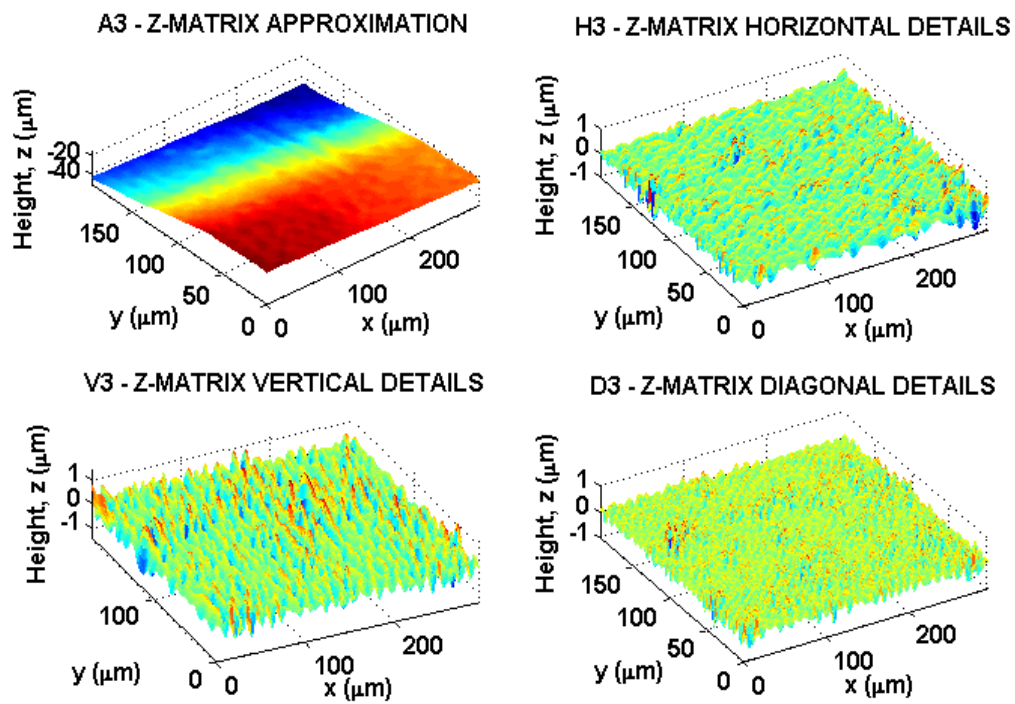 A3 - Z-MATRIX APPROXIMATION
Height, z (μm)
-20
-40
150
100
50
0
y (μm)
0
100
200
x (μm)
H3 - Z-MATRIX HORIZONTAL DETAILS
Height, z (μm)
1
0
-1
150
100
50
0
y (μm)
0
100
200
x (μm)
V3 - Z-MATRIX VERTICAL DETAILS
Height, z (μm)
1
0
-1
100
0
y (μm)
0
100
200
x (μm)
D3 - Z-MATRIX DIAGONAL DETAILS
Height, z (μm)
1
0
-1
150
100
50
0
y (μm)
0
100
200
x (μm)